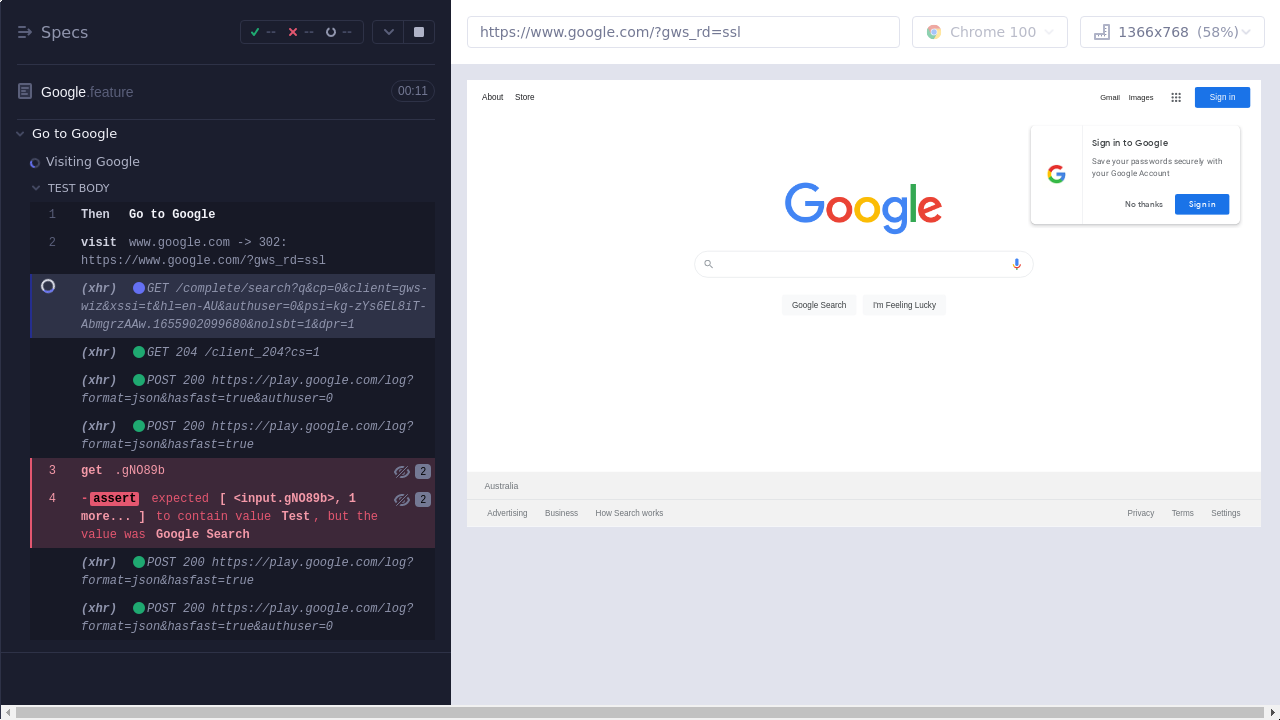 Specs
--
--
--
https://www.google.com/?gws_rd=ssl
Chrome 100
1366x768 (58%)
Google.feature
00:11
Go to Google
Visiting Google
TEST BODY
1 Then Go to Google
2 visit www.google.com -> 302:
https://www.google.com/?gws_rd=ssl
(xhr) GET /complete/search?q&cp=0&client=gws-
wiz&xssi=t&hl=en-AU&authuser=0&psi=kg-zYs6EL8iT-
AbmgrzAAw.1655902099680&nolsbt=1&dpr=1
(xhr) GET 204 /client_204?cs=1
(xhr) POST 200 https://play.google.com/log?
format=json&hasfast=true&authuser=0
(xhr) POST 200 https://play.google.com/log?
format=json&hasfast=true
3 get .gNO89b 2
4 -assert expected [ <input.gNO89b>, 1 2
more... ] to contain value Test, but the
value was Google Search
(xhr) POST 200 https://play.google.com/log?
format=json&hasfast=true
(xhr) POST 200 https://play.google.com/log?
format=json&hasfast=true&authuser=0
About Store
Gmail Images
Sign in
Sign in to Google
Save your passwords securely with
your Google Account
No thanks Sign in
Google
Google Search I'm Feeling Lucky
Australia
Advertising Business How Search works
Privacy Terms Settings